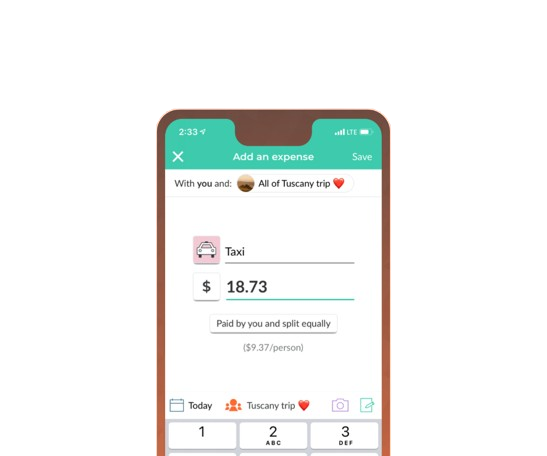 2:33 LTE
Add an expense Save
With you and: All of Tuscany trip ❤️
Taxi
$ 18.73
Paid by you and split equally
($9.37/person)
Today Tuscany trip ❤️
1 2 3
ABC DEF